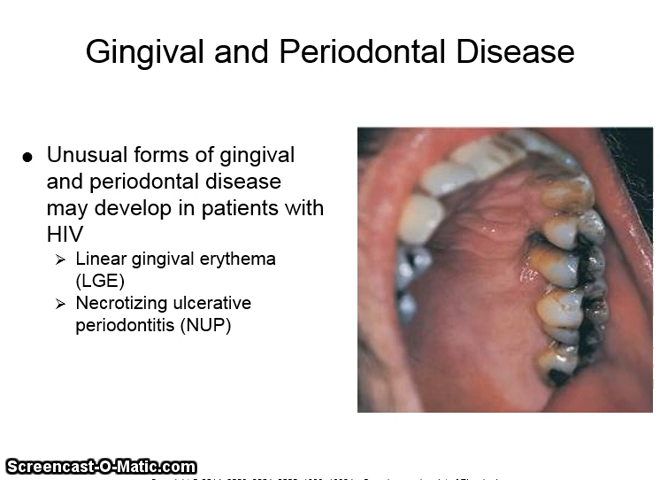 Gingival and Periodontal Disease
● Unusual forms of gingival
and periodontal disease
may develop in patients with
HIV
➢ Linear gingival erythema
(LGE)
➢ Necrotizing ulcerative
periodontitis (NUP)
Screencast-O-Matic.com